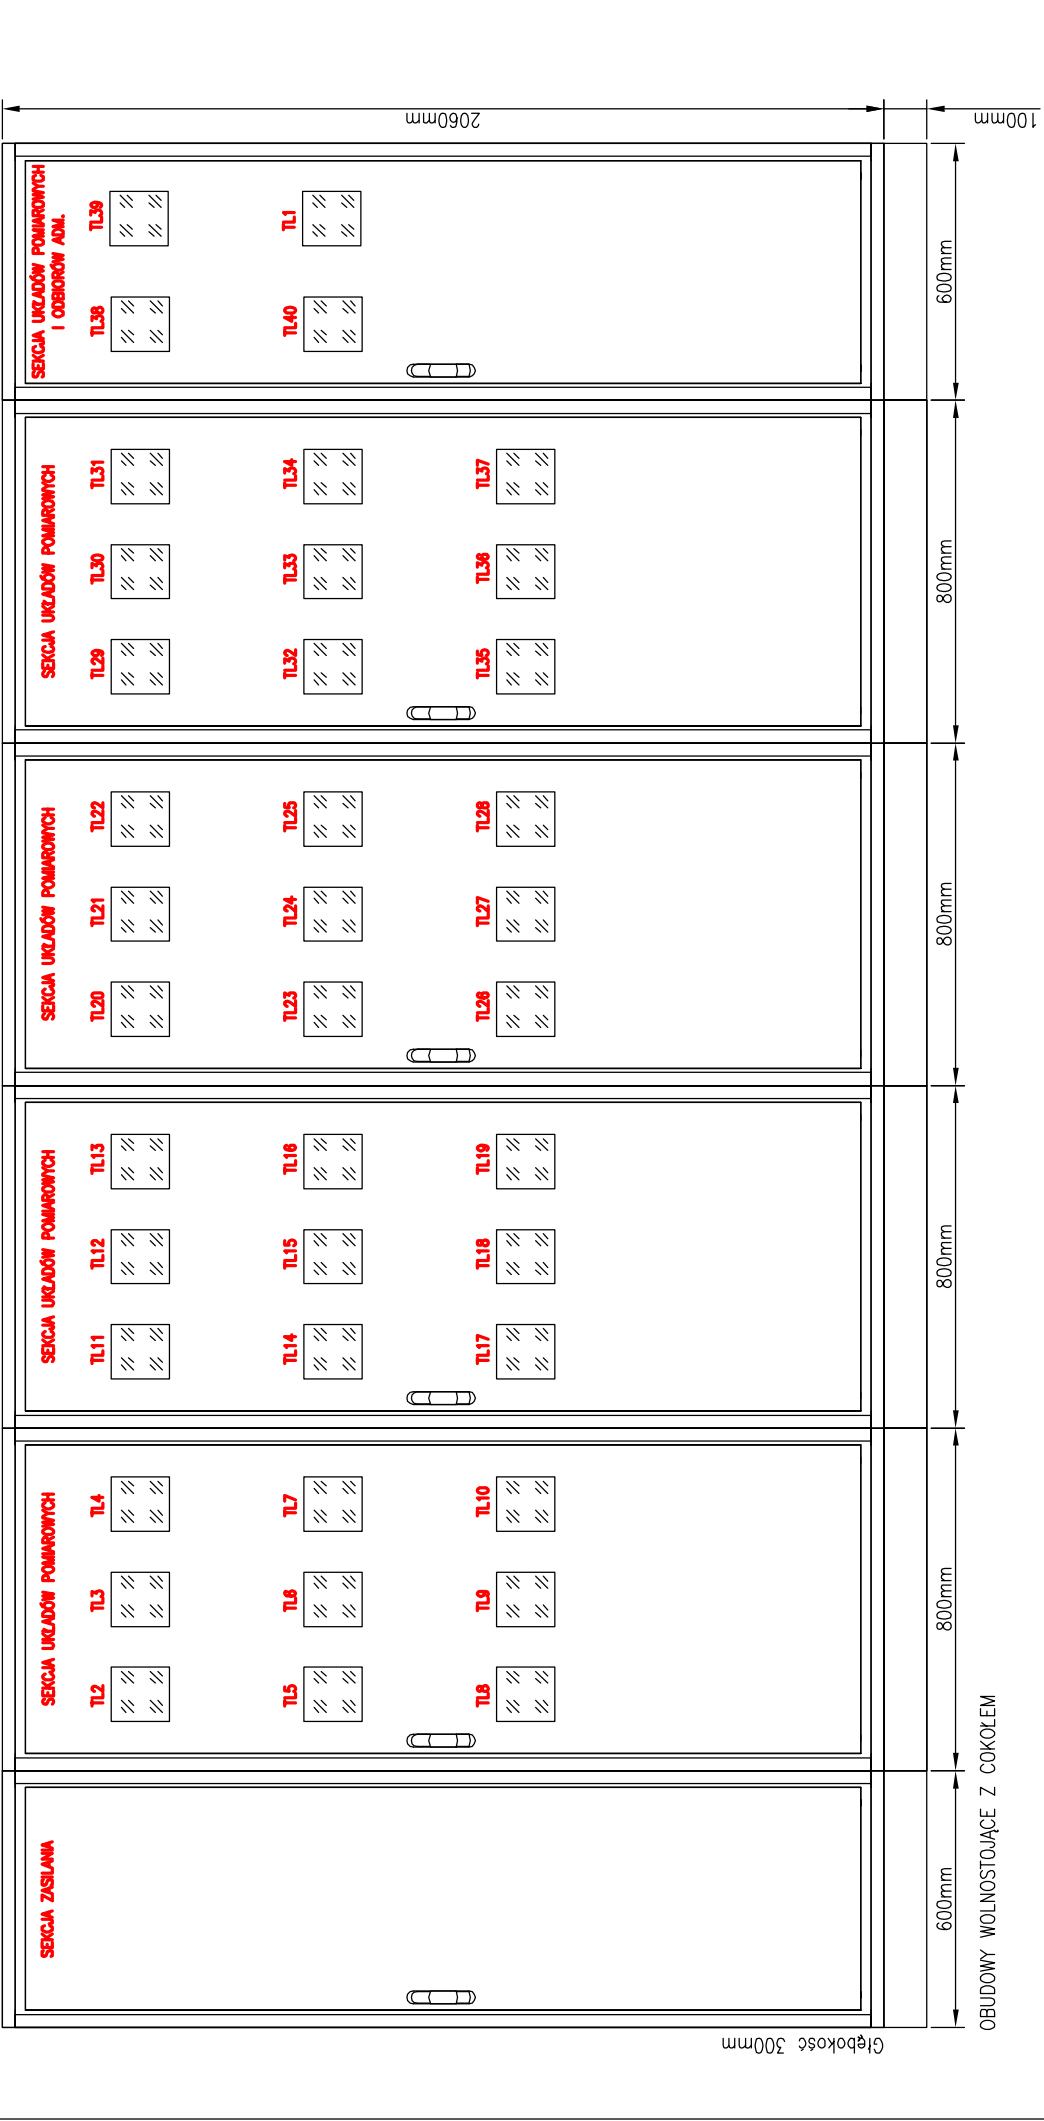 SEKCJA ZASILANIA
SEKCJA UKŁADÓW POMIAROWYCH
TL2 TL3 TL4
TL5 TL6 TL7
TL8 TL9 TL10
SEKCJA UKŁADÓW POMIAROWYCH
TL11 TL12 TL13
TL14 TL15 TL16
TL17 TL18 TL19
SEKCJA UKŁADÓW POMIAROWYCH
TL20 TL21 TL22
TL23 TL24 TL25
TL26 TL27 TL28
SEKCJA UKŁADÓW POMIAROWYCH
TL29 TL30 TL31
TL32 TL33 TL34
TL35 TL36 TL37
SEKCJA UKŁADÓW POMIAROWYCH
I ODBIORÓW ADM.
TL38 TL39
TL40 TL1
2060mm
100mm
Głębokość 300mm
600mm 800mm 800mm 800mm 800mm 600mm
OBUDOWY WOLNOSTOJĄCE Z COKOŁEM